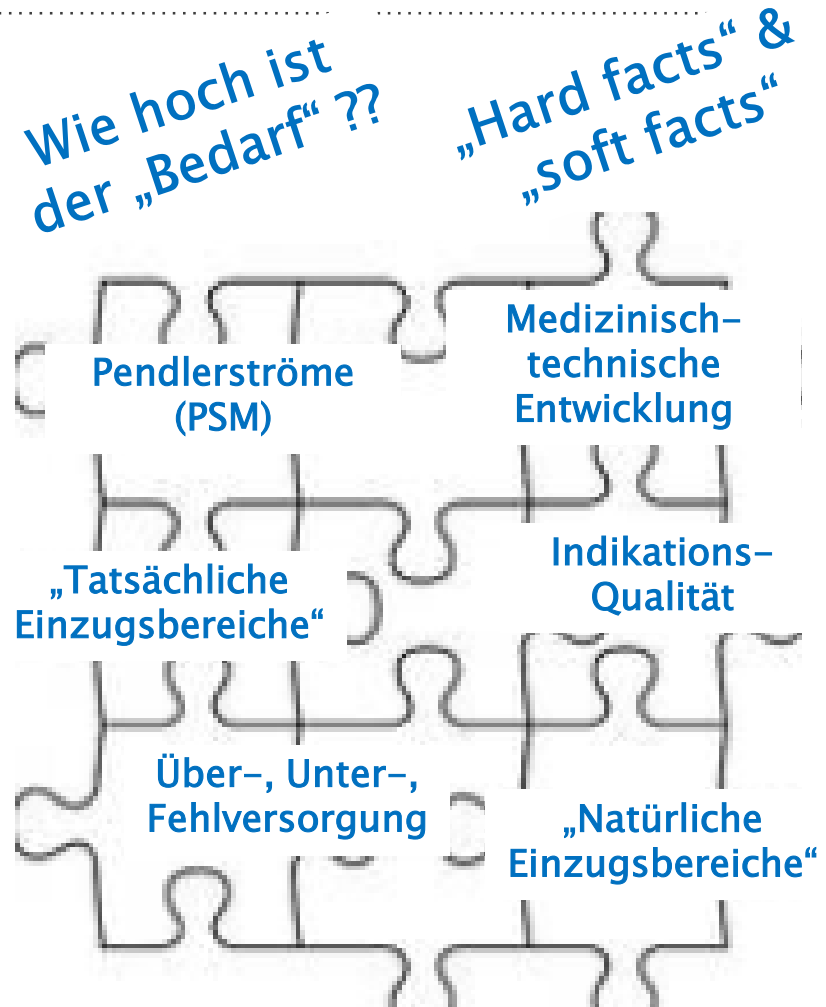 Wie hoch ist
der „Bedarf“ ??
„Hard facts“ &
„soft facts“
Pendlerströme
(PSM)
Medizinisch–
technische
Entwicklung
„Tatsächliche
Einzugsbereiche“
Indikations–
Qualität
Über–, Unter–,
Fehlversorgung
„Natürliche
Einzugsbereiche“